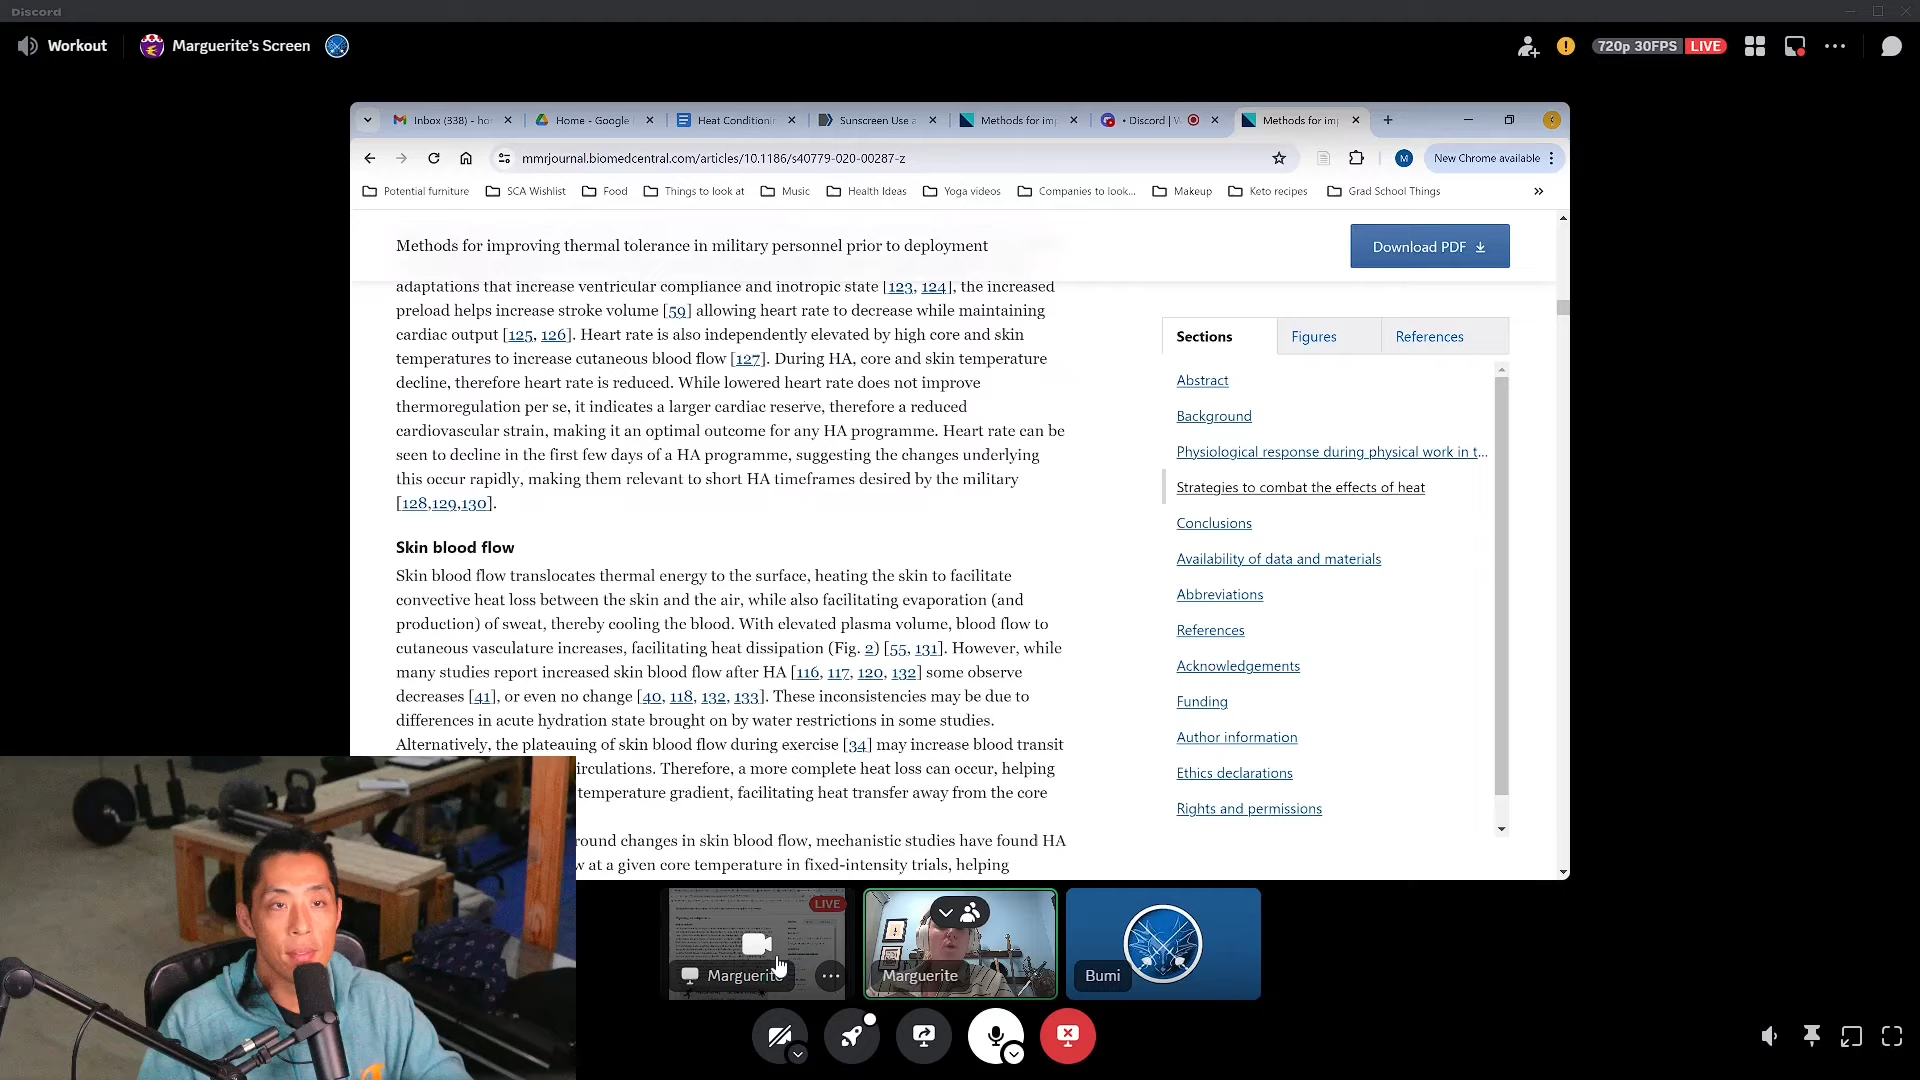 Discord
Workout
Marguerite's Screen
720p 30FPS LIVE
Inbox (338) - ho
Home - Google
Heat Conditionin
Sunscreen Use a
Methods for imp
• Discord | W
Methods for imp
mmrjournal.biomedcentral.com/articles/10.1186/s40779-020-00287-z
M
New Chrome available
Potential furniture
SCA Wishlist
Food
Things to look at
Music
Health Ideas
Yoga videos
Companies to look...
Makeup
Keto recipes
Grad School Things
»
Methods for improving thermal tolerance in military personnel prior to deployment
Download PDF
adaptations that increase ventricular compliance and inotropic state [123, 124], the increased
preload helps increase stroke volume [59] allowing heart rate to decrease while maintaining
cardiac output [125, 126]. Heart rate is also independently elevated by high core and skin
temperatures to increase cutaneous blood flow [127]. During HA, core and skin temperature
decline, therefore heart rate is reduced. While lowered heart rate does not improve
thermoregulation per se, it indicates a larger cardiac reserve, therefore a reduced
cardiovascular strain, making it an optimal outcome for any HA programme. Heart rate can be
seen to decline in the first few days of a HA programme, suggesting the changes underlying
this occur rapidly, making them relevant to short HA timeframes desired by the military
[128,129,130].
Skin blood flow
Skin blood flow translocates thermal energy to the surface, heating the skin to facilitate
convective heat loss between the skin and the air, while also facilitating evaporation (and
production) of sweat, thereby cooling the blood. With elevated plasma volume, blood flow to
cutaneous vasculature increases, facilitating heat dissipation (Fig. 2) [55, 131]. However, while
many studies report increased skin blood flow after HA [116, 117, 120, 132] some observe
decreases [41], or even no change [40, 118, 132, 133]. These inconsistencies may be due to
differences in acute hydration state brought on by water restrictions in some studies.
Alternatively, the plateauing of skin blood flow during exercise [34] may increase blood transit
irculations. Therefore, a more complete heat loss can occur, helping
temperature gradient, facilitating heat transfer away from the core
round changes in skin blood flow, mechanistic studies have found HA
w at a given core temperature in fixed-intensity trials, helping
Sections
Figures
References
Abstract
Background
Physiological response during physical work in t...
Strategies to combat the effects of heat
Conclusions
Availability of data and materials
Abbreviations
References
Acknowledgements
Funding
Author information
Ethics declarations
Rights and permissions
LIVE
Marguerite
Marguerite
Bumi